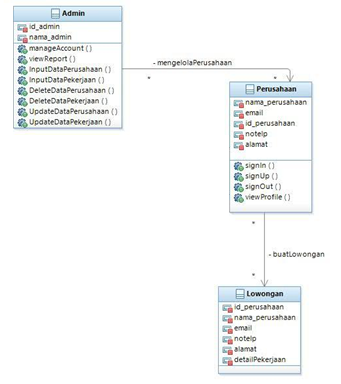 Admin
id_admin
nama_admin
manageAccount ( )
viewReport ( )
InputDataPerusahaan ( )
InputDataPekerjaan ( )
DeleteDataPerusahaan ( )
DeleteDataPekerjaan ( )
UpdateDataPerusahaan ( )
UpdateDataPekerjaan ( )
- mengelolaPerusahaan
*
*
Perusahaan
nama_perusahaan
email
id_perusahaan
notelp
alamat
signIn ( )
signUp ( )
signOut ( )
viewProfile ( )
*
- buatLowongan
*
Lowongan
id_perusahaan
nama_perusahaan
email
notelp
alamat
detailPekerjaan